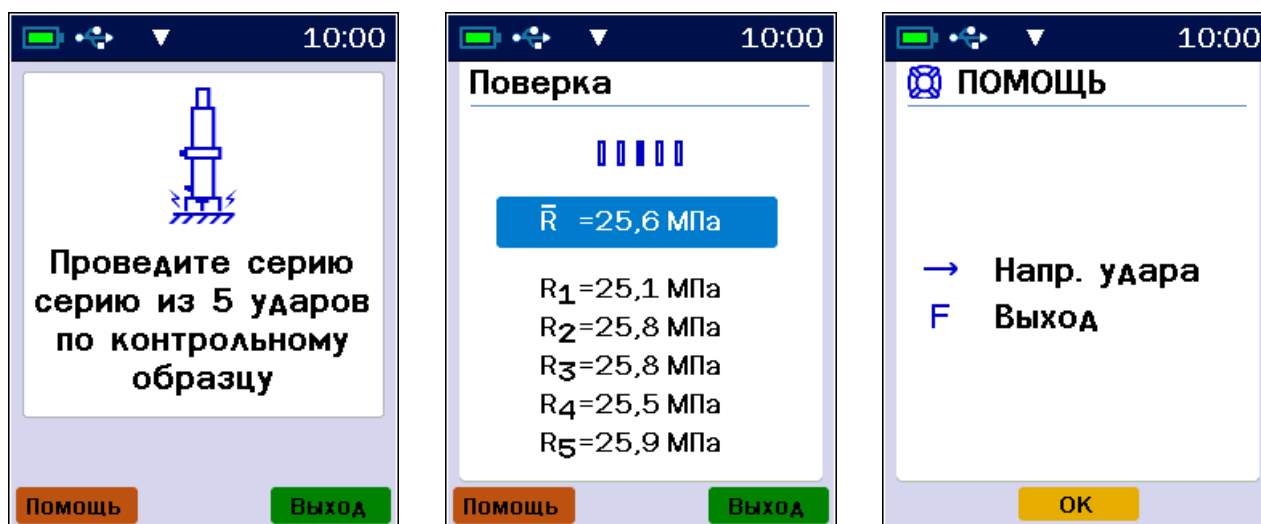 10:00
Проведите серию
серию из 5 ударов
по контрольному
образцу
Помощь
Выход
10:00
Поверка
R̅ =25,6 МПа
R1=25,1 МПа
R2=25,8 МПа
R3=25,8 МПа
R4=25,5 МПа
R5=25,9 МПа
Помощь
Выход
10:00
ПОМОЩЬ
→ Напр. удара
F Выход
ОК